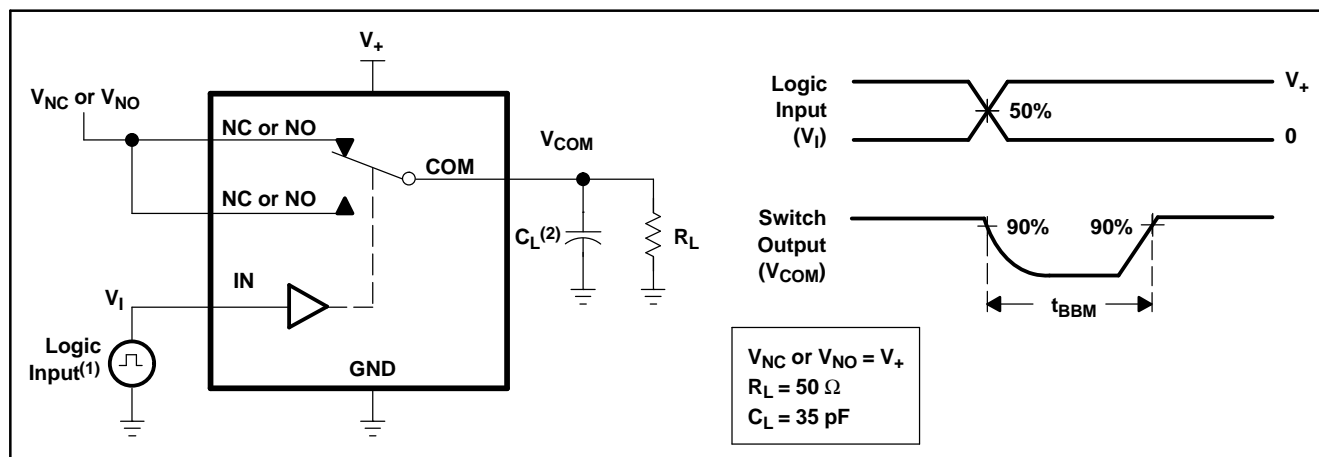 V+
VNC or VNO
NC or NO
COM
VCOM
NC or NO
CL(2)
RL
IN
VI
Logic
Input(1)
GND
Logic
Input
(VI)
V+
50%
0
Switch
Output
(VCOM)
90%
90%
tBBM
VNC or VNO = V+
RL = 50 Ω
CL = 35 pF